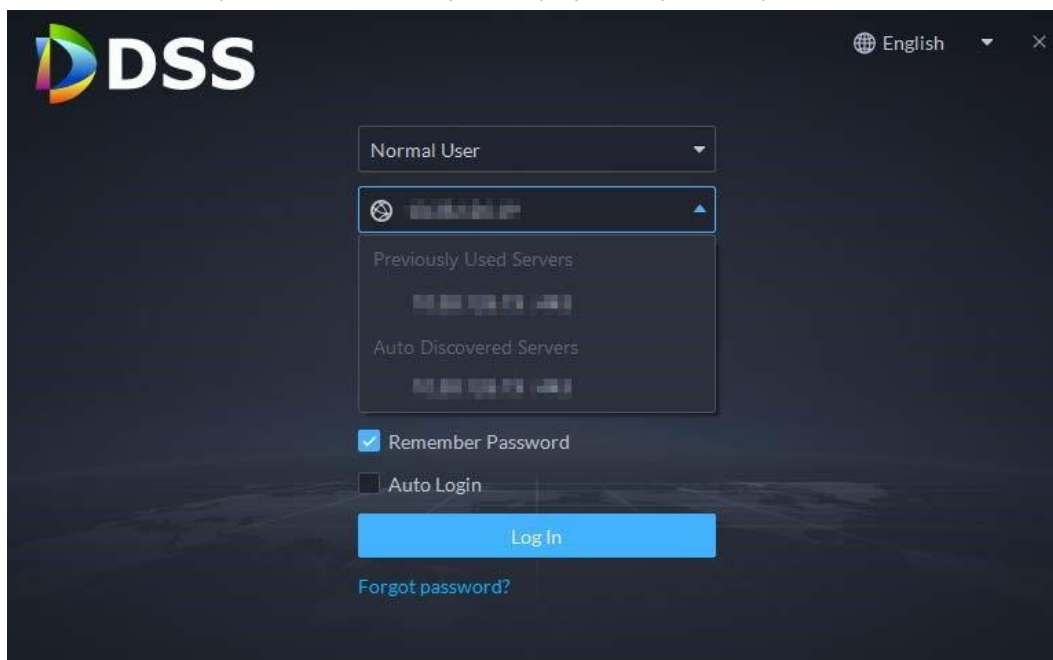 DSS
English
Normal User
Previously Used Servers
Auto Discovered Servers
Remember Password
Auto Login
Log In
Forgot password?